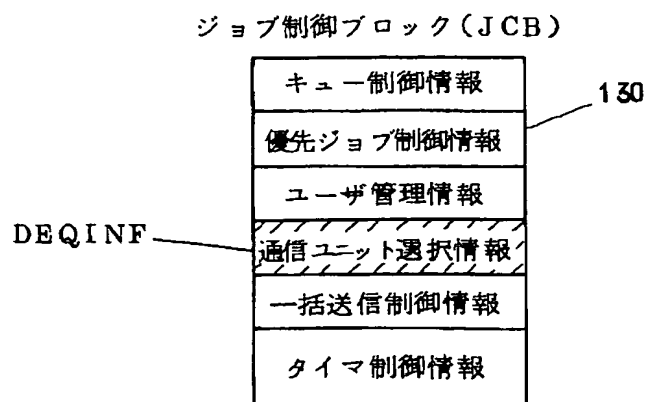 ジョブ制御ブロック(JCB)
キュー制御情報
130
優先ジョブ制御情報
ユーザ管理情報
DEQINF
通信ユニット選択情報
一括送信制御情報
タイマ制御情報